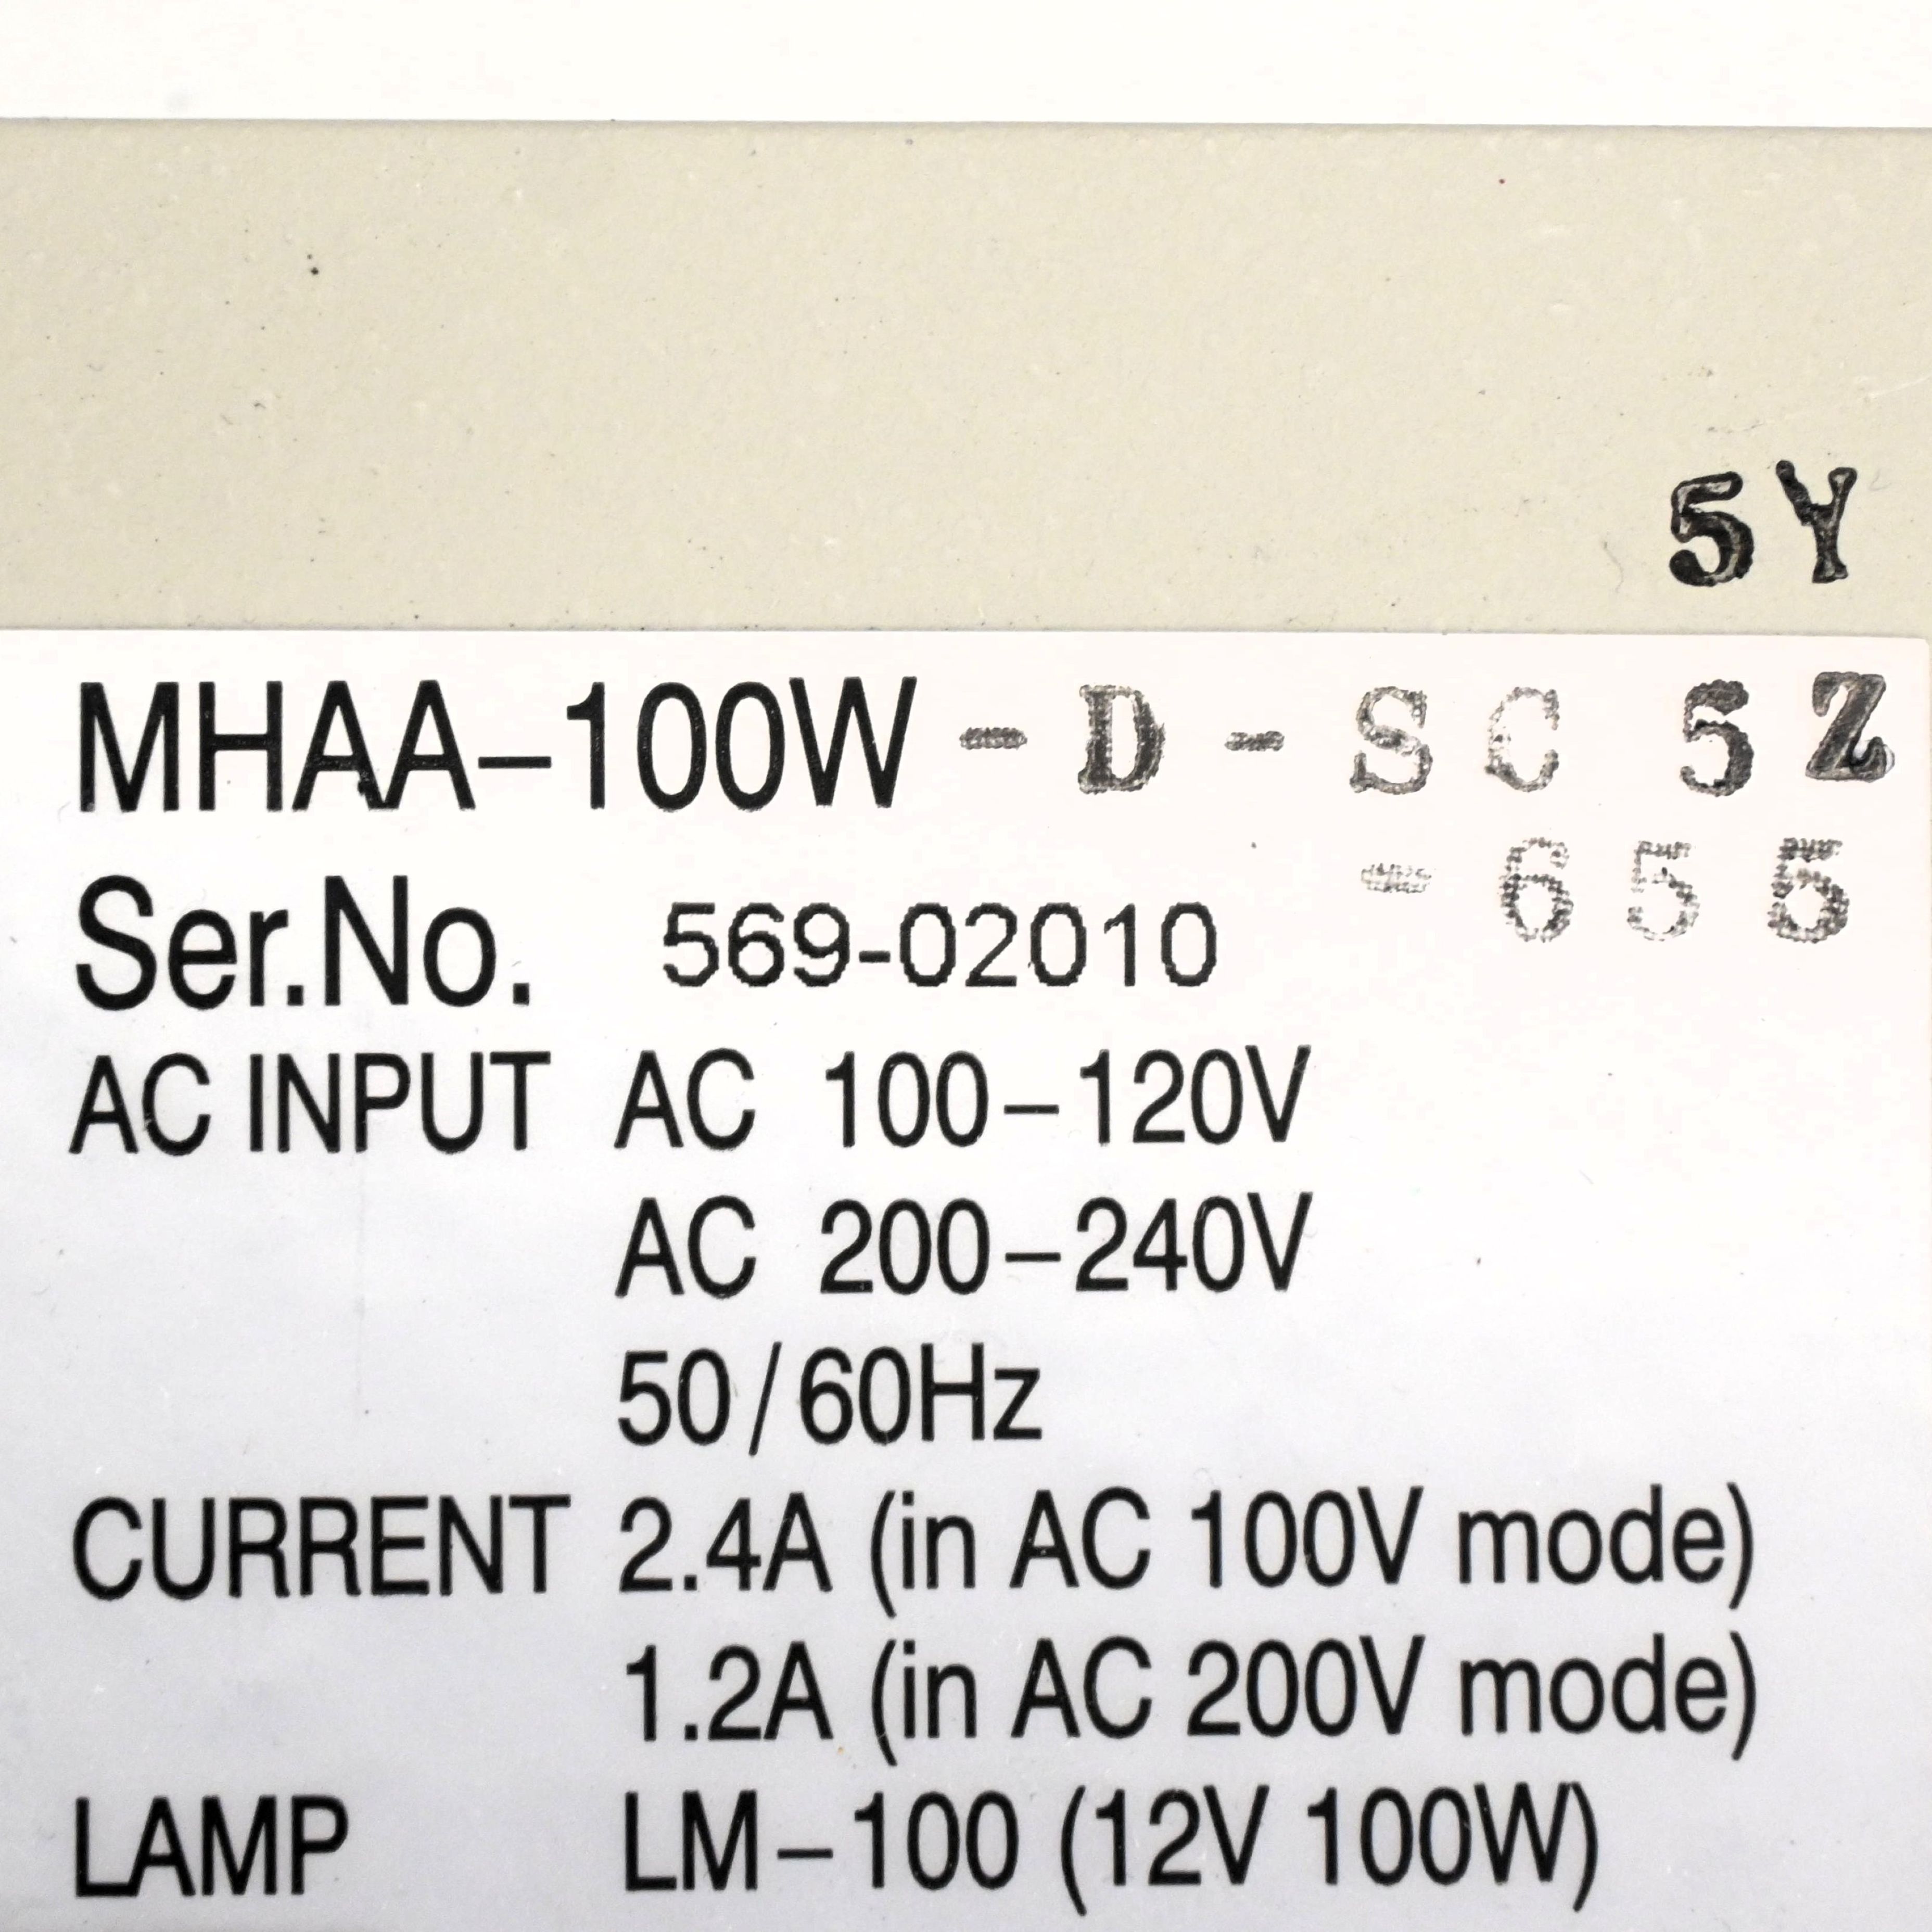 5Y
MHAA–100W - D - SC 5Z
-655
Ser.No. 569-02010
AC INPUT AC 100–120V
AC 200–240V
50/60Hz
CURRENT 2.4A (in AC 100V mode)
1.2A (in AC 200V mode)
LAMP LM–100 (12V 100W)